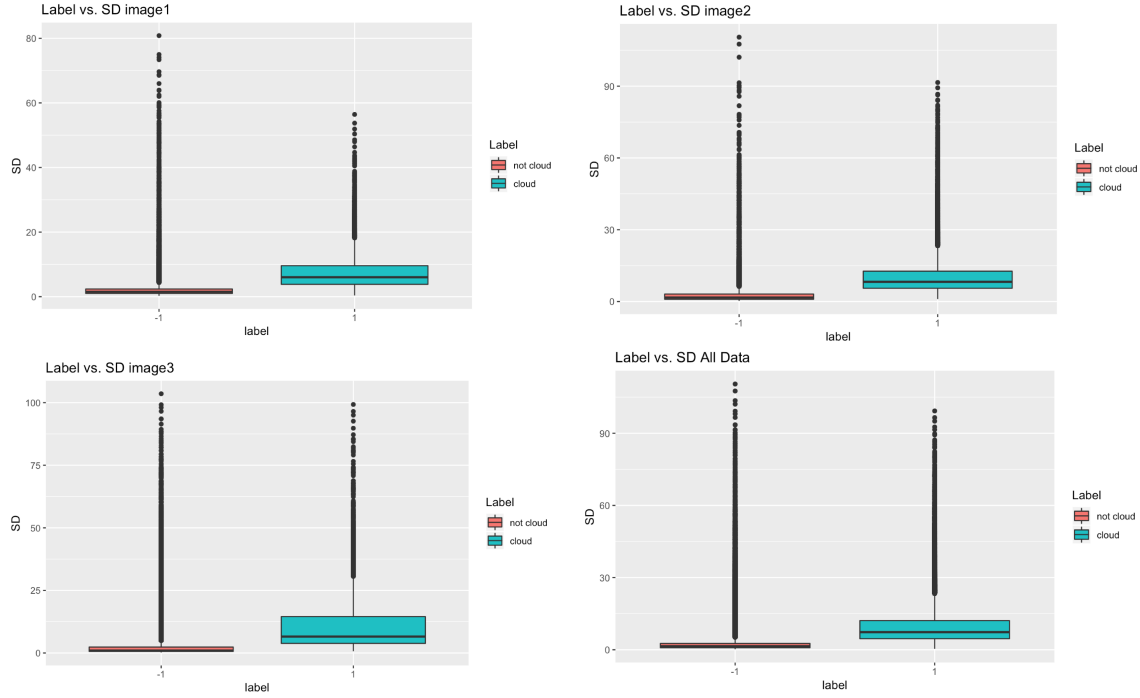 Label vs. SD image1
80
60
40
20
0
SD
-1
1
label
Label
not cloud
cloud
Label vs. SD image2
90
60
30
0
SD
-1
1
label
Label
not cloud
cloud
Label vs. SD image3
100
75
50
25
0
SD
-1
1
label
Label
not cloud
cloud
Label vs. SD All Data
90
60
30
0
SD
-1
1
label
Label
not cloud
cloud